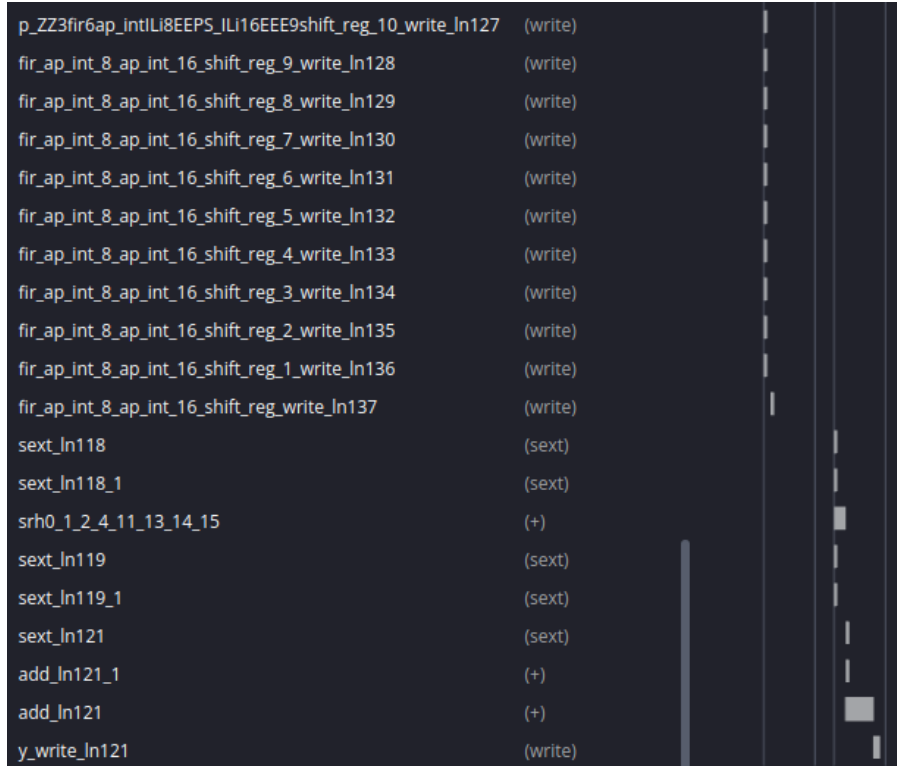 p_ZZ3fir6ap_intILi8EEPS_ILi16EEE9shift_reg_10_write_ln127 (write)
fir_ap_int_8_ap_int_16_shift_reg_9_write_ln128 (write)
fir_ap_int_8_ap_int_16_shift_reg_8_write_ln129 (write)
fir_ap_int_8_ap_int_16_shift_reg_7_write_ln130 (write)
fir_ap_int_8_ap_int_16_shift_reg_6_write_ln131 (write)
fir_ap_int_8_ap_int_16_shift_reg_5_write_ln132 (write)
fir_ap_int_8_ap_int_16_shift_reg_4_write_ln133 (write)
fir_ap_int_8_ap_int_16_shift_reg_3_write_ln134 (write)
fir_ap_int_8_ap_int_16_shift_reg_2_write_ln135 (write)
fir_ap_int_8_ap_int_16_shift_reg_1_write_ln136 (write)
fir_ap_int_8_ap_int_16_shift_reg_write_ln137 (write)
sext_ln118 (sext)
sext_ln118_1 (sext)
srh0_1_2_4_11_13_14_15 (+)
sext_ln119 (sext)
sext_ln119_1 (sext)
sext_ln121 (sext)
add_ln121_1 (+)
add_ln121 (+)
y_write_ln121 (write)